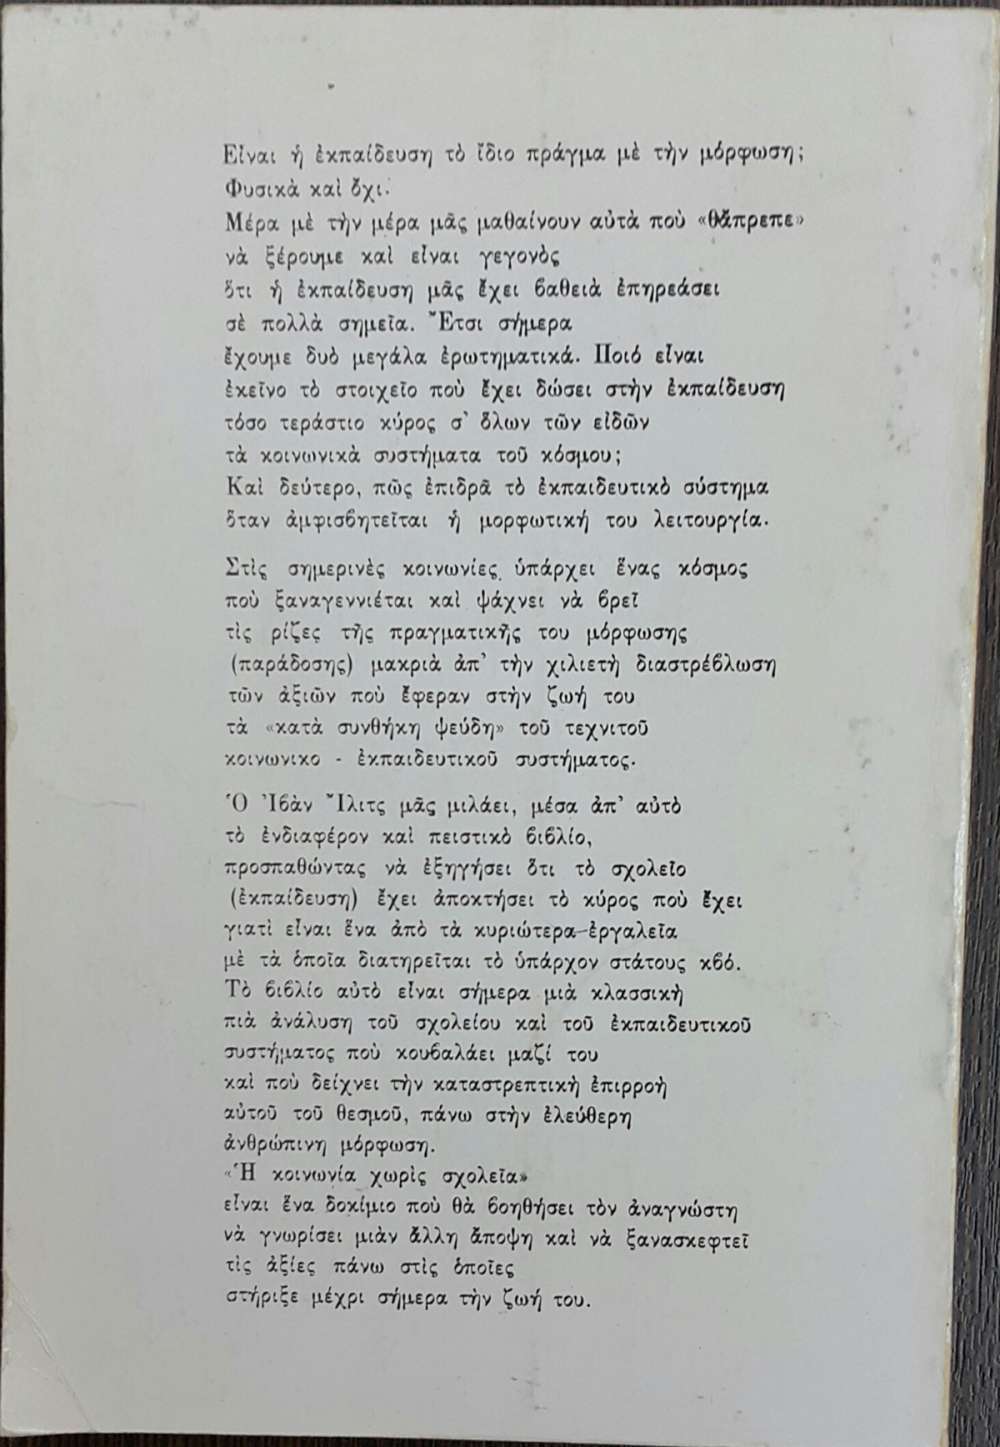 Εἶναι ἡ ἐκπαίδευση τὸ ἴδιο πράγμα μὲ τὴν μόρφωση;
Φυσικὰ καὶ ὄχι.
Μέρα μὲ τὴν μέρα μᾶς μαθαίνουν αὐτὰ ποὺ «θἄπρεπε»
νὰ ξέρουμε καὶ εἶναι γεγονὸς
ὅτι ἡ ἐκπαίδευση μᾶς ἔχει βαθειὰ ἐπηρεάσει
σὲ πολλὰ σημεῖα. Ἔτσι σήμερα
ἔχουμε δυὸ μεγάλα ἐρωτηματικά. Ποιό εἶναι
ἐκεῖνο τὸ στοιχεῖο ποὺ ἔχει δώσει στὴν ἐκπαίδευση
τόσο τεράστιο κύρος σ' ὅλων τῶν εἰδῶν
τὰ κοινωνικὰ συστήματα τοῦ κόσμου;
Καὶ δεύτερο, πῶς ἐπιδρᾶ τὸ ἐκπαιδευτικὸ σύστημα
ὅταν ἀμφισβητεῖται ἡ μορφωτική του λειτουργία.
Στὶς σημερινὲς κοινωνίες ὑπάρχει ἕνας κόσμος
ποὺ ξαναγεννιέται καὶ ψάχνει νὰ βρεῖ
τὶς ρίζες τῆς πραγματικῆς του μόρφωσης
(παράδοσης) μακριὰ ἀπ' τὴν χιλιετὴ διαστρέβλωση
τῶν ἀξιῶν ποὺ ἔφεραν στὴν ζωή του
τὰ «κατὰ συνθήκη ψεύδη» τοῦ τεχνιτοῦ
κοινωνικο - ἐκπαιδευτικοῦ συστήματος.
Ὁ Ἰβὰν Ἴλιτς μᾶς μιλάει, μέσα ἀπ' αὐτὸ
τὸ ἐνδιαφέρον καὶ πειστικὸ βιβλίο,
προσπαθώντας νὰ ἐξηγήσει ὅτι τὸ σχολεῖο
(ἐκπαίδευση) ἔχει ἀποκτήσει τὸ κύρος ποὺ ἔχει
γιατὶ εἶναι ἕνα ἀπὸ τὰ κυριώτερα ἐργαλεῖα
μὲ τὰ ὁποῖα διατηρεῖται τὸ ὑπάρχον στάτους κβό.
Τὸ βιβλίο αὐτὸ εἶναι σήμερα μιὰ κλασσικὴ
πιὰ ἀνάλυση τοῦ σχολείου καὶ τοῦ ἐκπαιδευτικοῦ
συστήματος ποὺ κουβαλάει μαζί του
καὶ ποὺ δείχνει τὴν καταστρεπτικὴ ἐπιρροὴ
αὐτοῦ τοῦ θεσμοῦ, πάνω στὴν ἐλεύθερη
ἀνθρώπινη μόρφωση.
«Ἡ κοινωνία χωρὶς σχολεῖα»
εἶναι ἕνα δοκίμιο ποὺ θὰ βοηθήσει τὸν ἀναγνώστη
νὰ γνωρίσει μιὰν ἄλλη ἄποψη καὶ νὰ ξανασκεφτεῖ
τὶς ἀξίες πάνω στὶς ὁποῖες
στήριξε μέχρι σήμερα τὴν ζωή του.